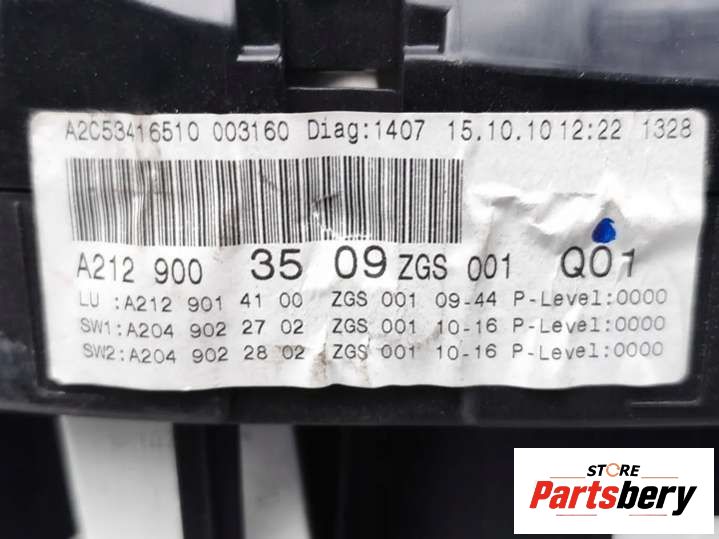 A2C53416510 003160 Diag:1407 15.10.10 12:22 1328
A212 900 35 09 ZGS 001 Q01
LU :A212 901 41 00 ZGS 001 09-44 P-Level:0000
SW1:A204 902 27 02 ZGS 001 10-16 P-Level:0000
SW2:A204 902 28 02 ZGS 001 10-16 P-Level:0000
STORE
Partsbery